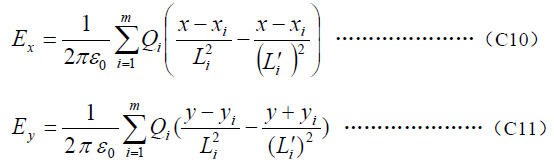 $E_x = \frac{1}{2\pi\varepsilon_0} \sum_{i=1}^{m} Q_i \left( \frac{x-x_i}{L_i^2} - \frac{x-x_i}{(L_i')^2} \right)$ …………………（C10）
$E_y = \frac{1}{2\pi\varepsilon_0} \sum_{i=1}^{m} Q_i ( \frac{y-y_i}{L_i^2} - \frac{y+y_i}{(L_i')^2} )$ …………………（C11）